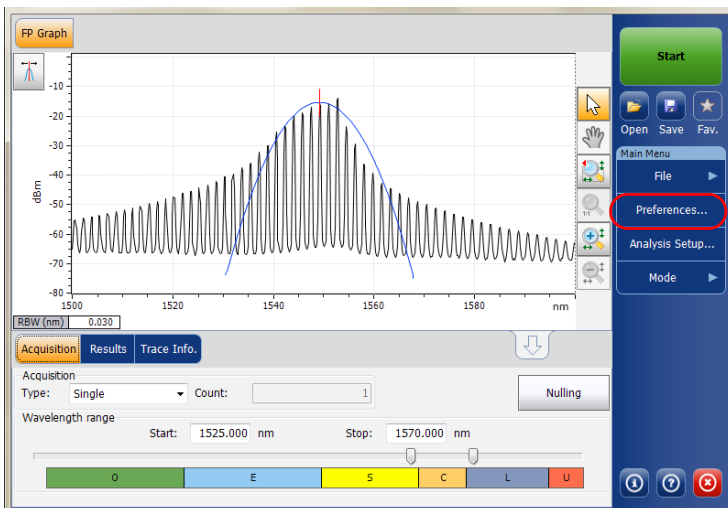 FP Graph
Start
-10
-20
-30
-40
-50
-60
-70
-80
dBm
1500 1520 1540 1560 1580 nm
RBW (nm) 0.030
1:1
Open Save Fav.
Main Menu
File
Preferences...
Analysis Setup...
Mode
Acquisition Results Trace Info.
Acquisition
Type: Single Count: 1
Nulling
Wavelength range
Start: 1525.000 nm Stop: 1570.000 nm
O E S C L U